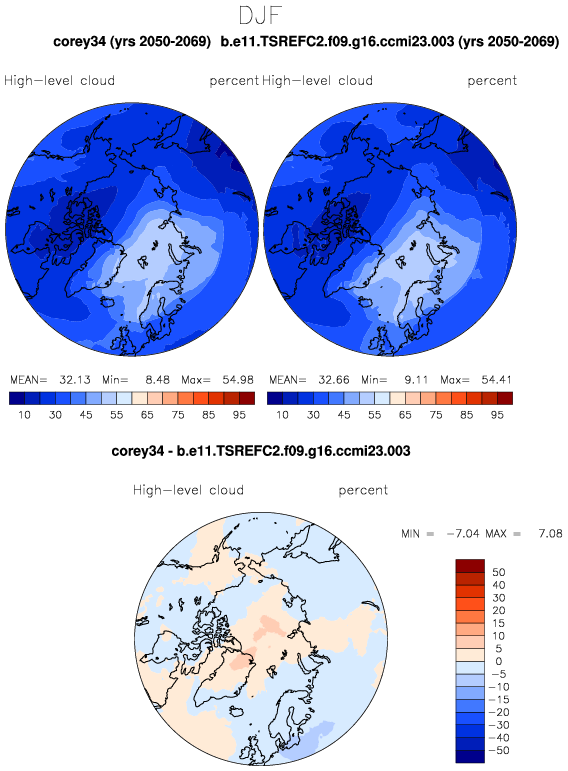 DJF
corey34 (yrs 2050-2069) b.e11.TSREFC2.f09.g16.ccmi23.003 (yrs 2050-2069)
High-level cloud percent High-level cloud percent
MEAN= 32.13 Min= 8.48 Max= 54.98 MEAN= 32.66 Min= 9.11 Max= 54.41
10 30 45 55 65 75 85 95 10 30 45 55 65 75 85 95
corey34 - b.e11.TSREFC2.f09.g16.ccmi23.003
High-level cloud percent
MIN = -7.04 MAX = 7.08
50
40
30
20
15
10
5
0
-5
-10
-15
-20
-30
-40
-50